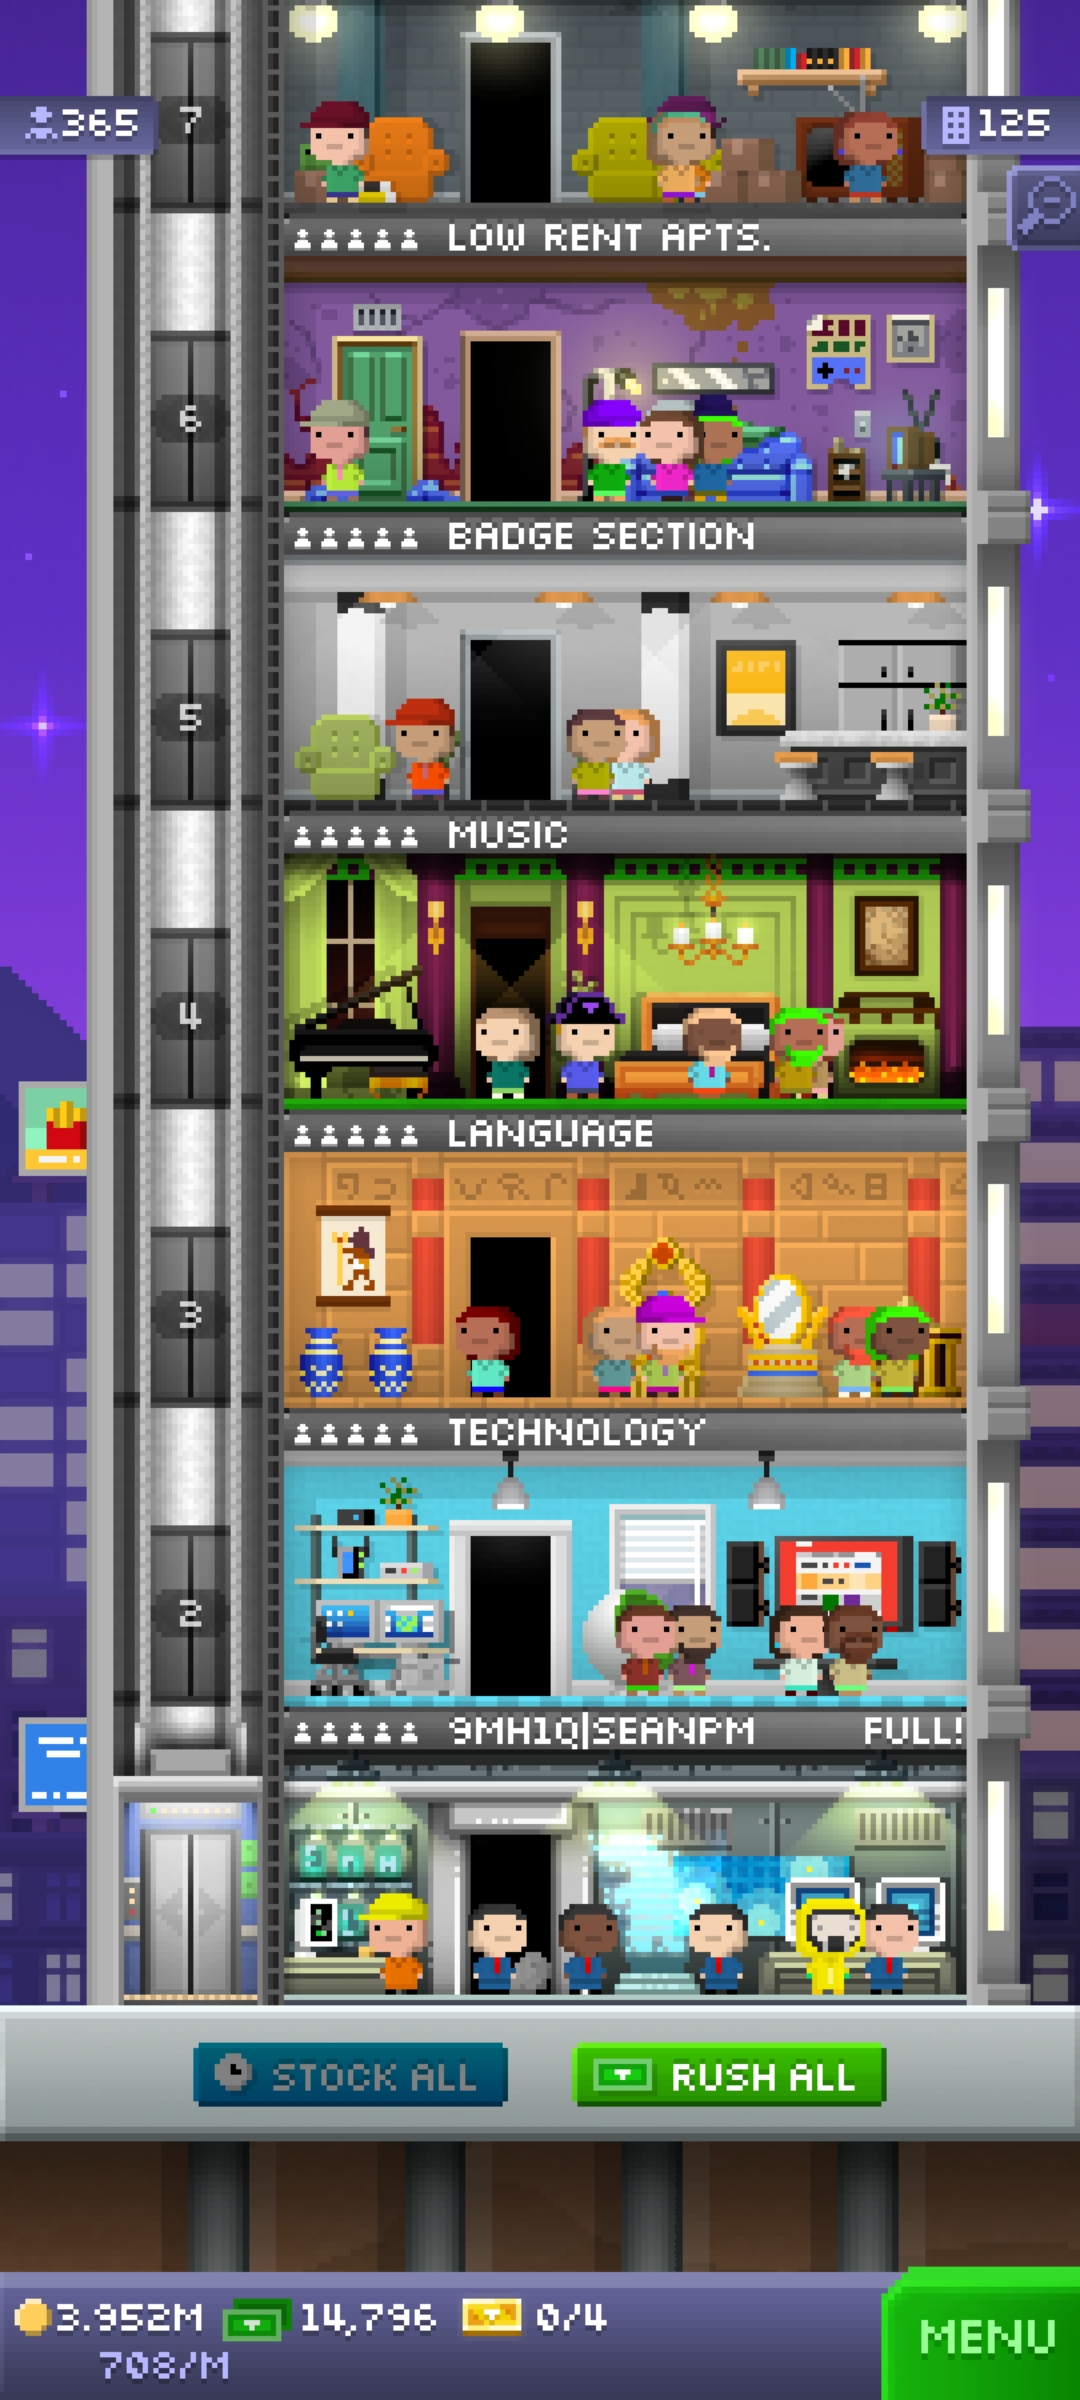 7
365
125
LOW RENT APTS.
6
BADGE SECTION
5
MUSIC
4
LANGUAGE
3
TECHNOLOGY
2
9MH1Q|SEANPM FULL!
STOCK ALL
RUSH ALL
3.952M 14,796 0/4
708/M
MENU